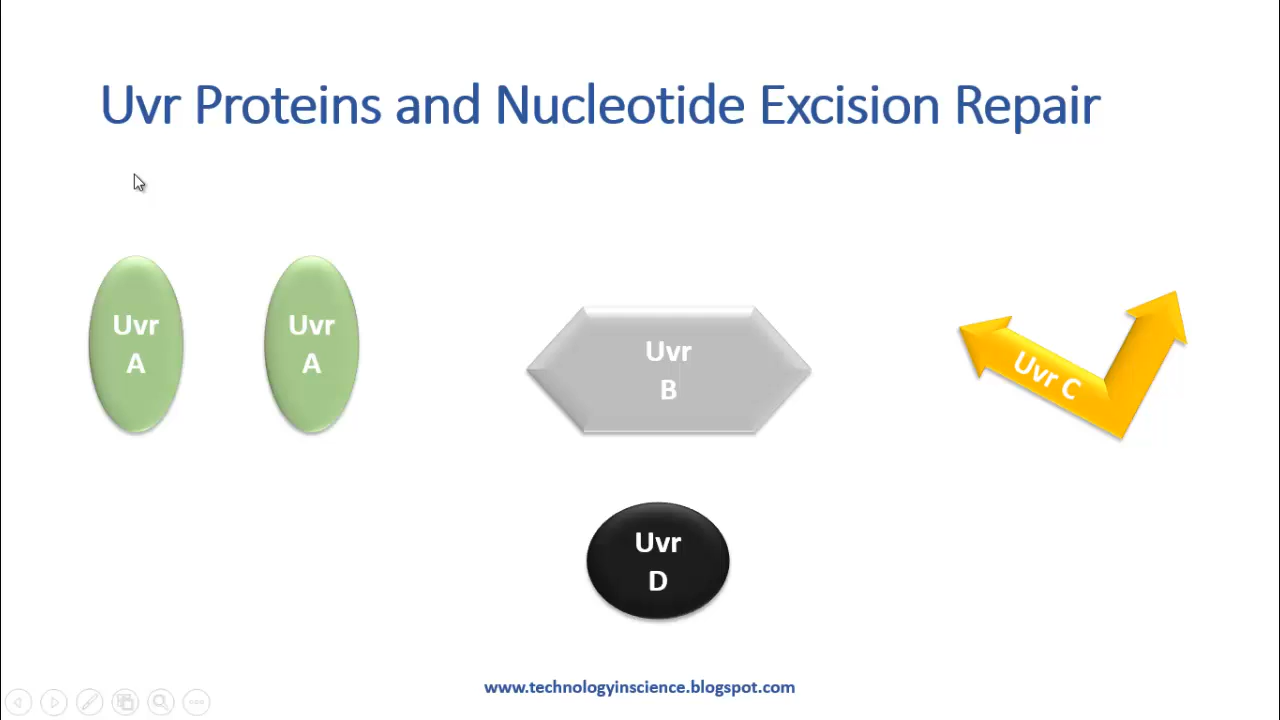 Uvr Proteins and Nucleotide Excision Repair
Uvr
A
Uvr
A
Uvr
B
Uvr C
Uvr
D
www.technologyinscience.blogspot.com